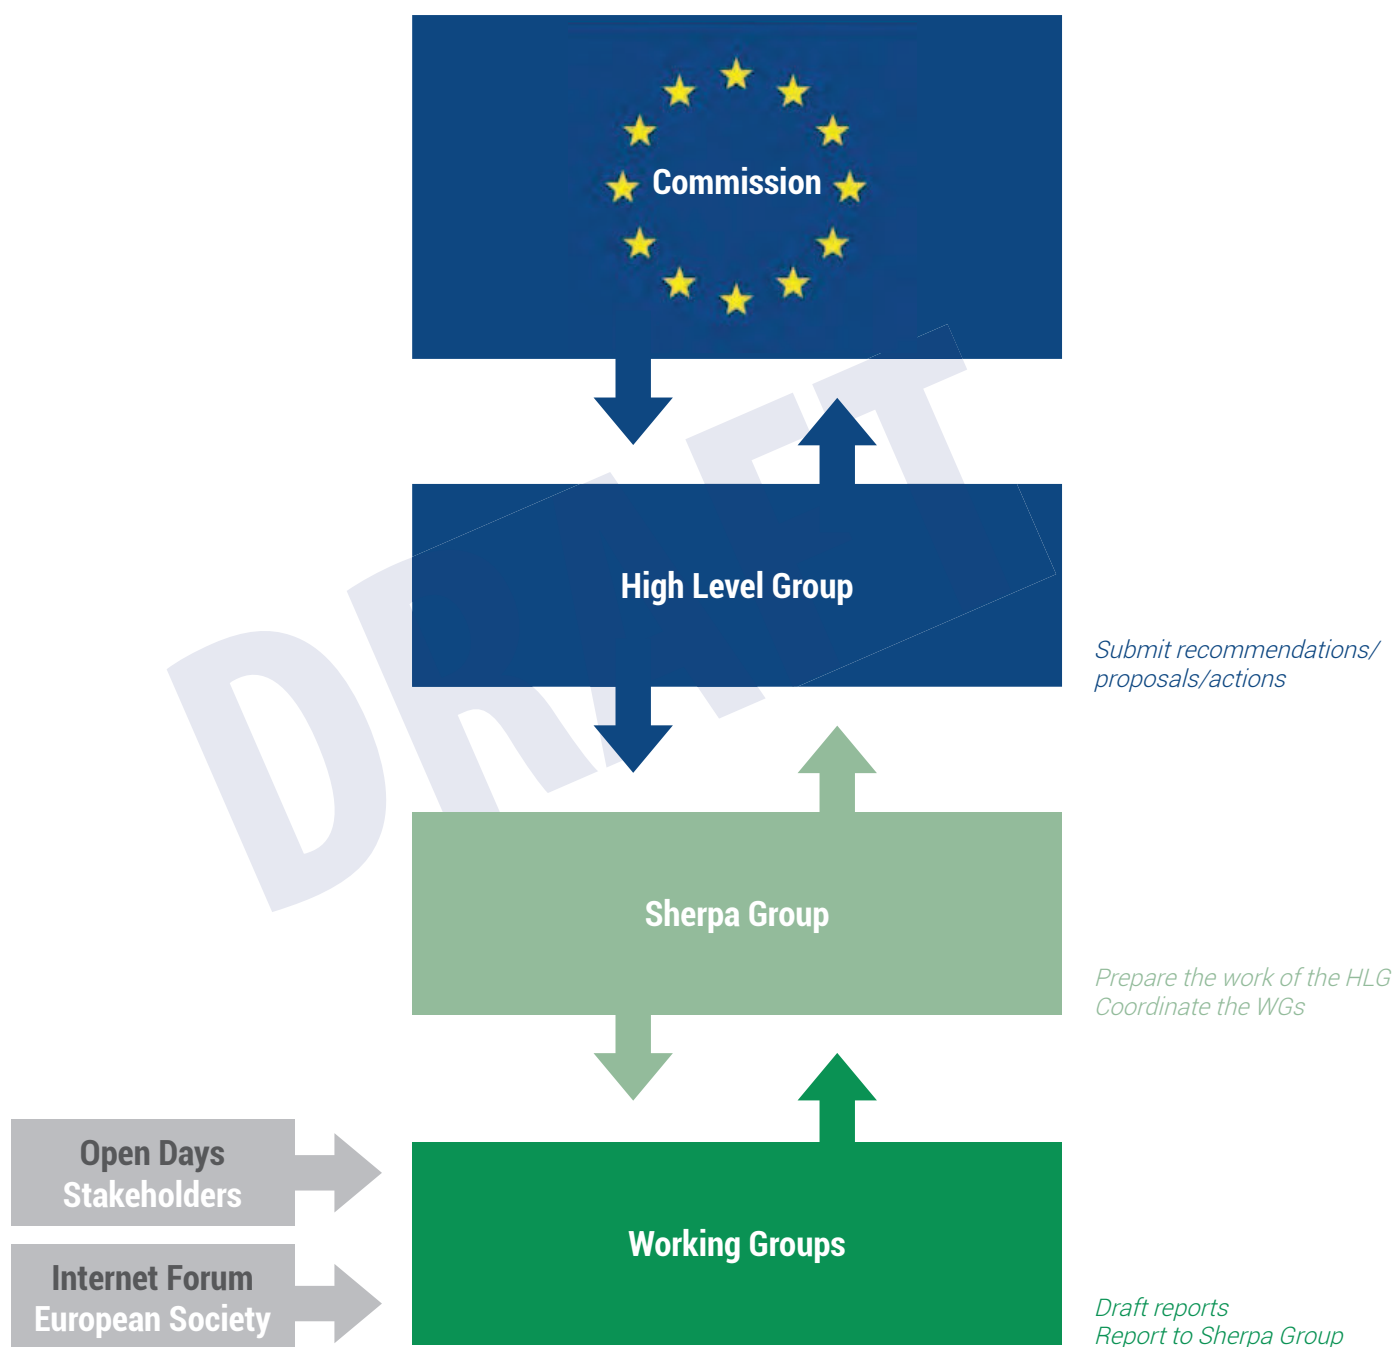 Commission
DRAFT
High Level Group
Submit recommendations/
proposals/actions
Sherpa Group
Prepare the work of the HLG
Coordinate the WGs
Open Days
Stakeholders
Working Groups
Internet Forum
European Society
Draft reports
Report to Sherpa Group